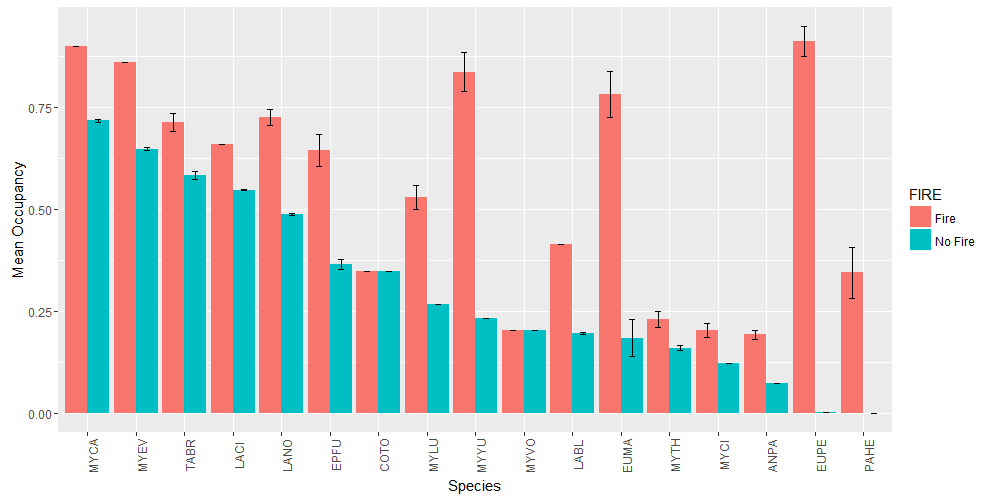 Mean Occupancy
0.75
0.50
0.25
0.00
MYCA
MYEV
TABR
LACI
LANO
EPFU
COTO
MYLU
MYYU
MYVO
LABL
EUMA
MYTH
MYCI
ANPA
EUPE
PAHE
Species
FIRE
Fire
No Fire